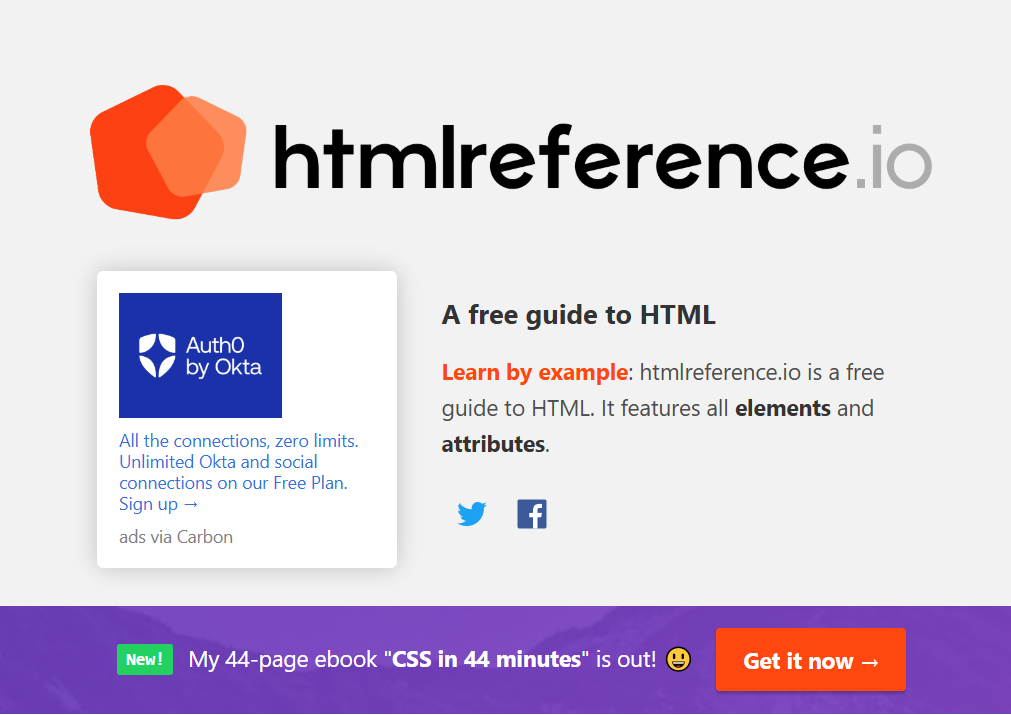 htmlreference.io
Auth0
by Okta
All the connections, zero limits.
Unlimited Okta and social
connections on our Free Plan.
Sign up →
ads via Carbon
A free guide to HTML
Learn by example: htmlreference.io is a free
guide to HTML. It features all elements and
attributes.
New! My 44-page ebook "CSS in 44 minutes" is out! 😃 Get it now →